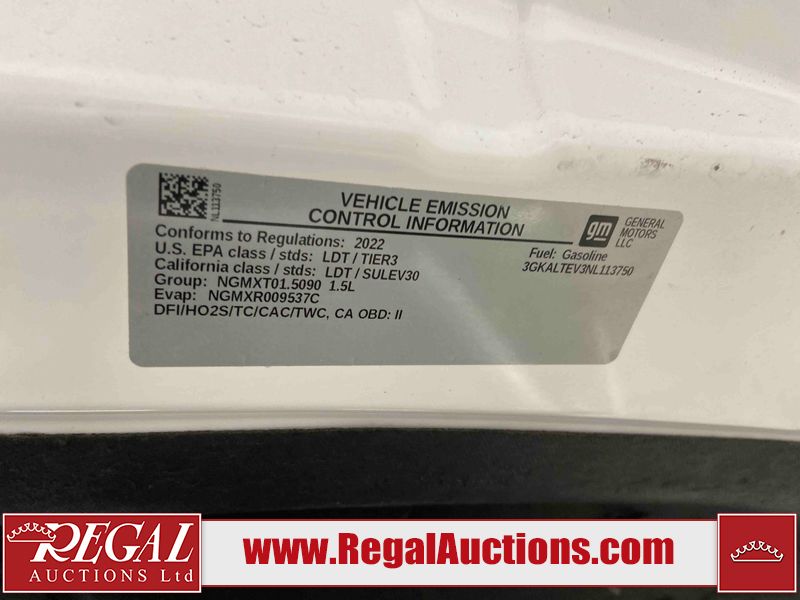 NL113750
VEHICLE EMISSION
CONTROL INFORMATION
gm
GENERAL
MOTORS
LLC
Conforms to Regulations: 2022
U.S. EPA class / stds: LDT / TIER3
California class / stds: LDT / SULEV30
Group: NGMXT01.5090 1.5L
Evap: NGMXR009537C
DFI/HO2S/TC/CAC/TWC, CA OBD: II
Fuel: Gasoline
3GKALTEV3NL113750
REGAL
AUCTIONS Ltd
www.RegalAuctions.com